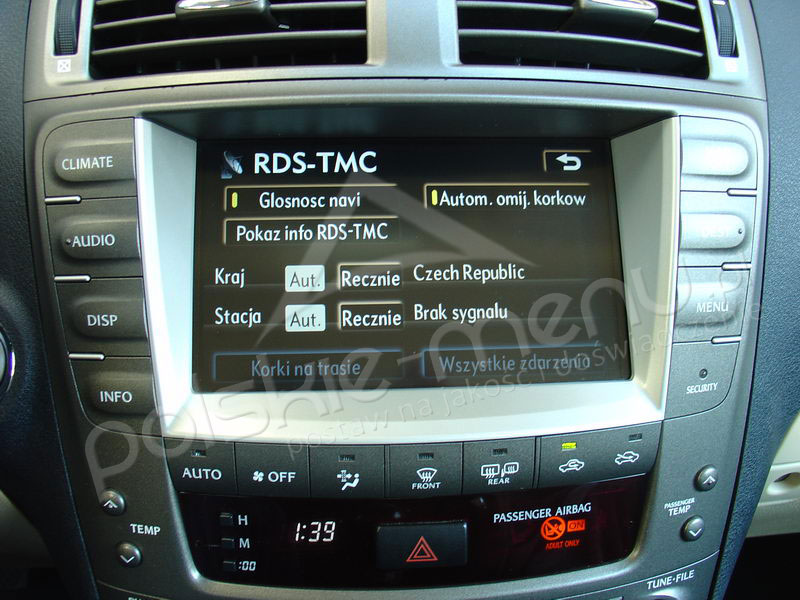 CLIMATE
AUDIO
DISP
INFO
RDS-TMC
Glosnosc navi
Autom. omij. korkow
Pokaz info RDS-TMC
Kraj Aut. Recznie Czech Republic
Stacja Aut. Recznie Brak sygnalu
Korki na trasie
Wszystkie zdarzenia
DEST
MENU
SECURITY
polskie-menu
postaw na jakość i doświadczenie
AUTO
OFF
FRONT
REAR
TEMP
H
M
:00
1:39
PASSENGER AIRBAG
ON
ADULT ONLY
PASSENGER
TEMP
TUNE·FILE